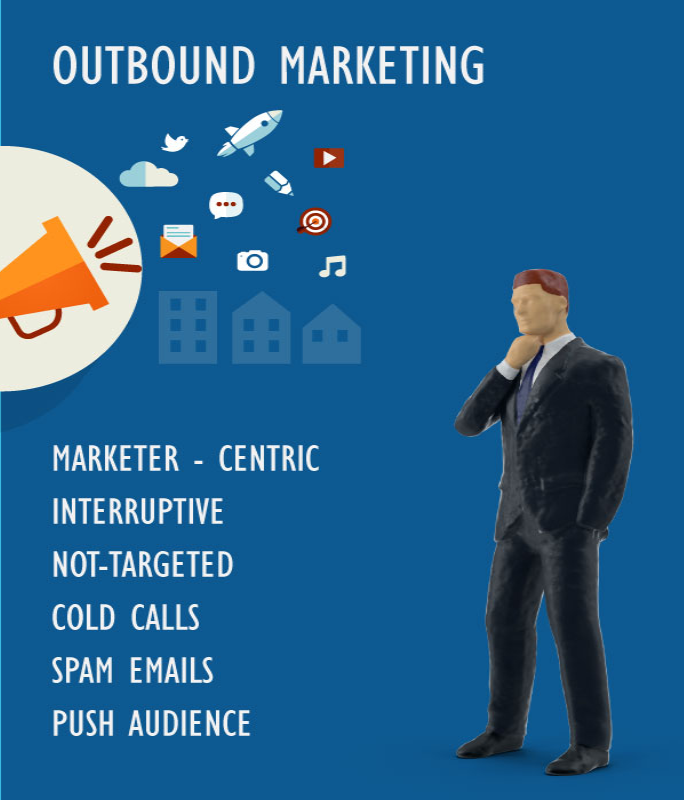 OUTBOUND MARKETING
MARKETER - CENTRIC
INTERRUPTIVE
NOT-TARGETED
COLD CALLS
SPAM EMAILS
PUSH AUDIENCE